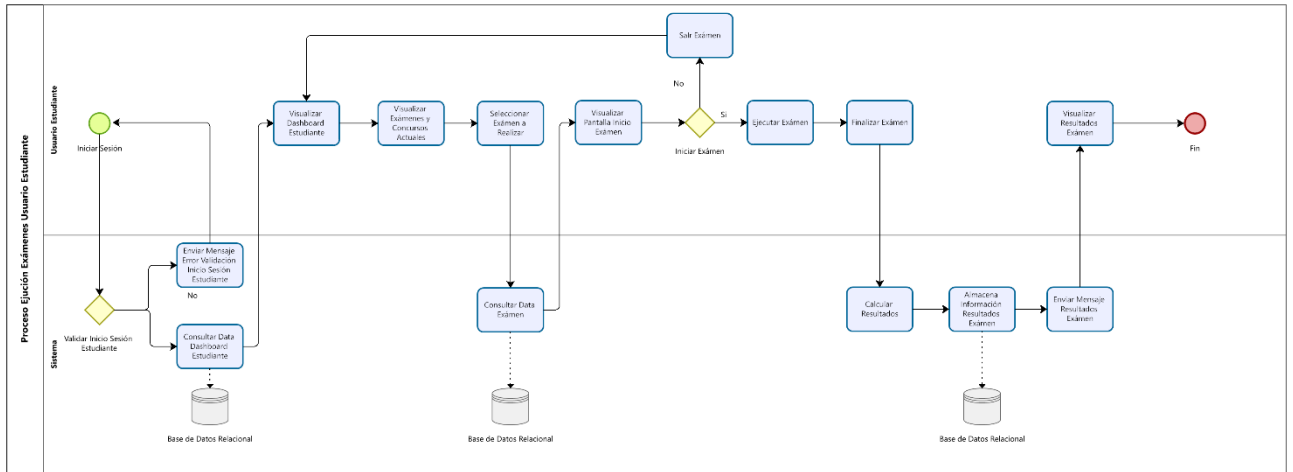 Proceso Ejución Exámenes Usuario Estudiante
Usuario Estudiante
Iniciar Sesión
Visualizar
Dashboard
Estudiante
Visualizar
Exámenes y
Concursos
Actuales
Seleccionar
Exámen a
Realizar
Visualizar
Pantalla Inicio
Exámen
Salir Exámen
No
Si
Iniciar Exámen
Ejecutar Exámen
Finalizar Exámen
Visualizar
Resultados
Exámen
Fin
Sistema
Validar Inicio Sesión
Estudiante
Enviar Mensaje
Error Validación
Inicio Sesión
Estudiante
No
Consultar Data
Dashboard
Estudiante
Base de Datos Relacional
Consultar Data
Exámen
Base de Datos Relacional
Calcular
Resultados
Almacena
Información
Resultados
Exámen
Base de Datos Relacional
Enviar Mensaje
Resultados
Exámen